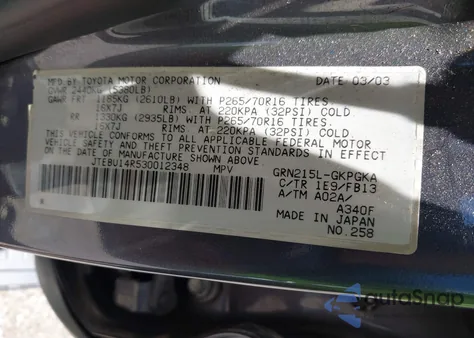 MFD.BY TOYOTA MOTOR CORPORATION DATE 03/03
GVWR 2440KG (5380LB)
GAWR FRT 1185KG (2610LB) WITH P265/70R16 TIRES
16X7J RIMS. AT 220KPA (32PSI) COLD
RR 1330KG (2935LB) WITH P265/70R16 TIRES
16X7J RIMS. AT 220KPA (32PSI) COLD
THIS VEHICLE CONFORMS TO ALL APPLICABLE FEDERAL MOTOR
VEHICLE SAFETY AND THEFT PREVENTION STANDARDS IN EFFECT
ON THE DATE OF MANUFACTURE SHOWN ABOVE.
JTEBU14R530012348 MPV GRN215L-GKPGKA
C/TR 1E9/FB13
A/TM A02A/
A340F
MADE IN JAPAN
NO.258
autoSnap